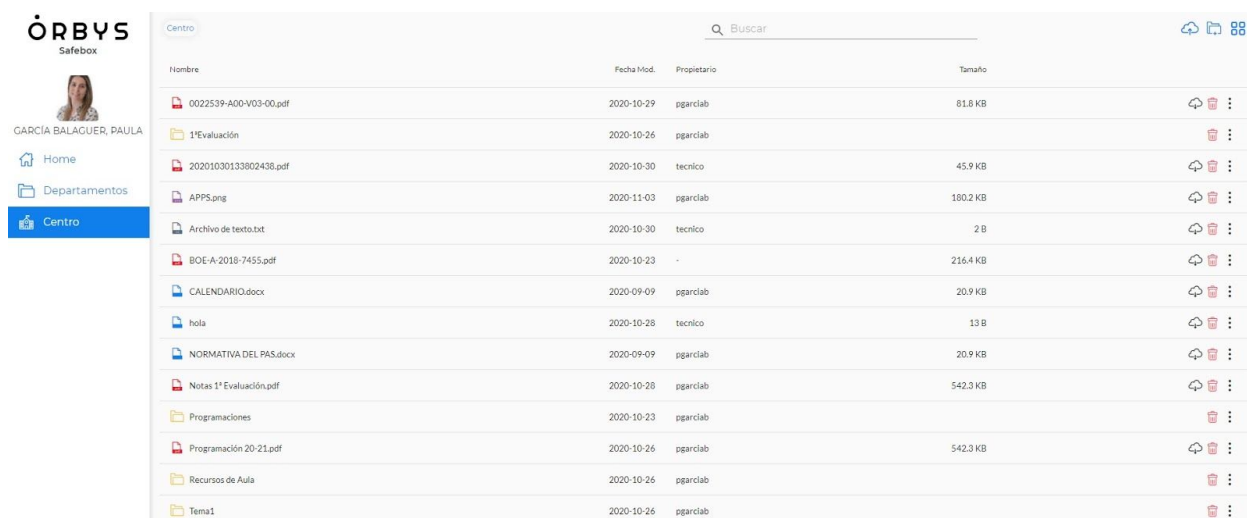 ÓRBYS
Safebox
GARCÍA BALAGUER, PAULA
Home
Departamentos
Centro
Centro
Buscar
Nombre Fecha Mod. Propietario Tamaño
0022539-A00-V03-00.pdf 2020-10-29 pgarciab 81.8 KB
1ªEvaluación 2020-10-26 pgarciab
20201030133802438.pdf 2020-10-30 tecnico 45.9 KB
APPS.png 2020-11-03 pgarciab 180.2 KB
Archivo de texto.txt 2020-10-30 tecnico 2 B
BOE-A-2018-7455.pdf 2020-10-23 - 216.4 KB
CALENDARIO.docx 2020-09-09 pgarciab 20.9 KB
hola 2020-10-28 tecnico 13 B
NORMATIVA DEL PAS.docx 2020-09-09 pgarciab 20.9 KB
Notas 1ª Evaluación.pdf 2020-10-28 pgarciab 542.3 KB
Programaciones 2020-10-23 pgarciab
Programación 20-21.pdf 2020-10-26 pgarciab 542.3 KB
Recursos de Aula 2020-10-26 pgarciab
Tema1 2020-10-26 pgarciab